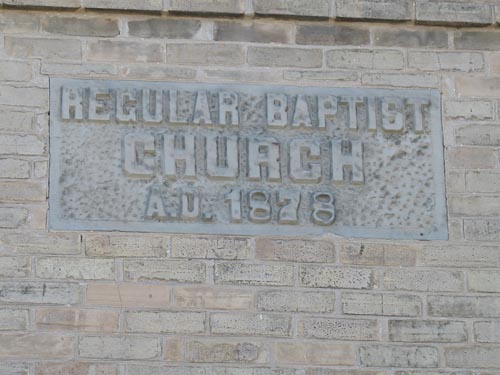 REGULAR BAPTIST
CHURCH
A.D. 1878